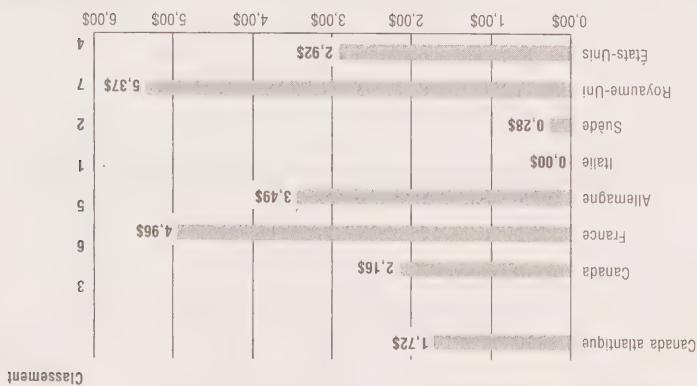 Classement
Canada atlantique 1,72$
Canada 2,16$ 3
France 4,96$ 6
Allemagne 3,49$ 5
Italie 0,00$ 1
Suède 0,28$ 2
Royaume-Uni 5,37$ 7
États-Unis 2,92$ 4
0,00$ 1,00$ 2,00$ 3,00$ 4,00$ 5,00$ 6,00$